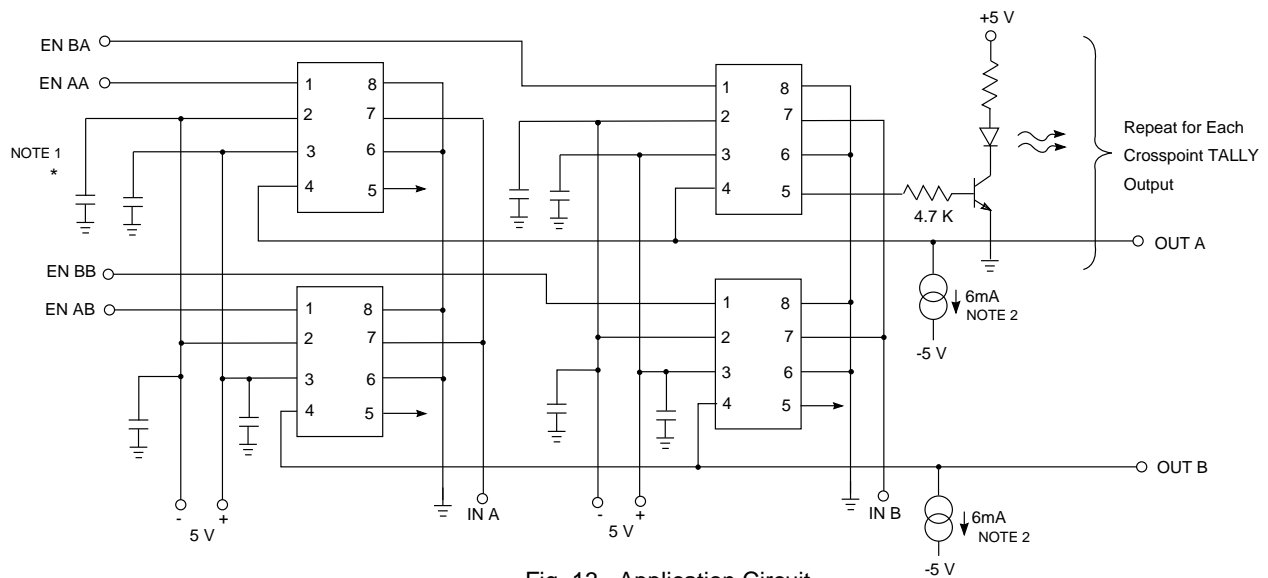 +5 V
EN BA
EN AA
1 8
2 7
3 6
4 5
1 8
2 7
3 6
4 5
NOTE 1
*
4.7 K
Repeat for Each
Crosspoint TALLY
Output
OUT A
EN BB
EN AB
1 8
2 7
3 6
4 5
1 8
2 7
3 6
4 5
6mA
NOTE 2
-5 V
OUT B
- +
5 V
IN A
- +
5 V
IN B
6mA
NOTE 2
-5 V